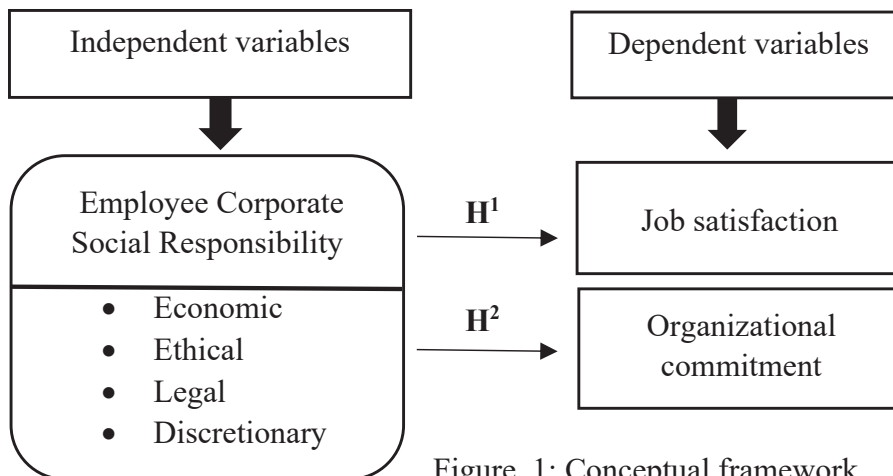 Independent variables
Dependent variables
Employee Corporate
Social Responsibility
H¹
Job satisfaction
• Economic
• Ethical
• Legal
• Discretionary
H²
Organizational
commitment
Figure 1: Conceptual framework